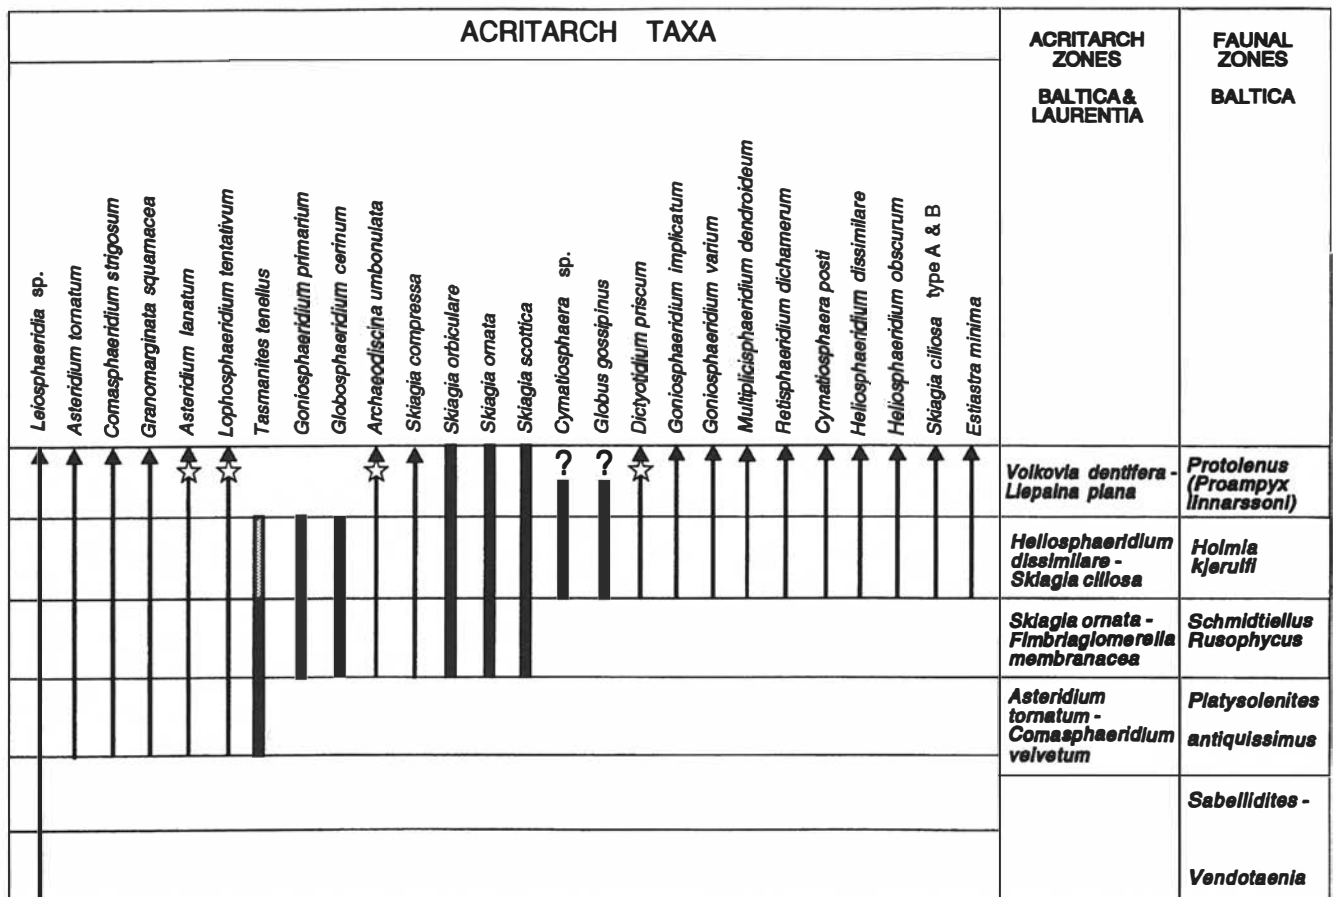 ACRITARCH TAXA
ACRITARCH
ZONES
BALTICA &
LAURENTIA
FAUNAL
ZONES
BALTICA
Leiosphaeridia sp.
Asteridium tornatum
Comasphaeridium strigosum
Granomarginata squamacea
Asteridium lanatum
Lophosphaeridium tentativum
Tasmanites tenellus
Goniosphaeridium primarium
Globosphaeridium cerinum
Archaeodiscina umbonulata
Skiagia compressa
Skiagia orbiculare
Skiagia ornata
Skiagia scottica
Cymatiosphaera sp.
Globus gossipinus
Dictyotidium priscum
Goniosphaeridium implicatum
Goniosphaeridium varium
Multiplicisphaeridium dendroideum
Retisphaeridium dichamerum
Cymatiosphaera posti
Heliosphaeridium dissimilare
Heliosphaeridium obscurum
Skiagia ciliosa type A & B
Estiastra minima
? ?
Volkovia dentifera -
Liepaina plana
Protolenus
(Proampyx
linnarssoni)
Heliosphaeridium
dissimilare -
Skiagia ciliosa
Holmia
kjerulfi
Skiagia ornata -
Fimbriaglomerella
membranacea
Schmidtiellus
Rusophycus
Asteridium
tornatum -
Comasphaeridium
velvetum
Platysolenites
antiquissimus
Sabellidites -
Vendotaenia